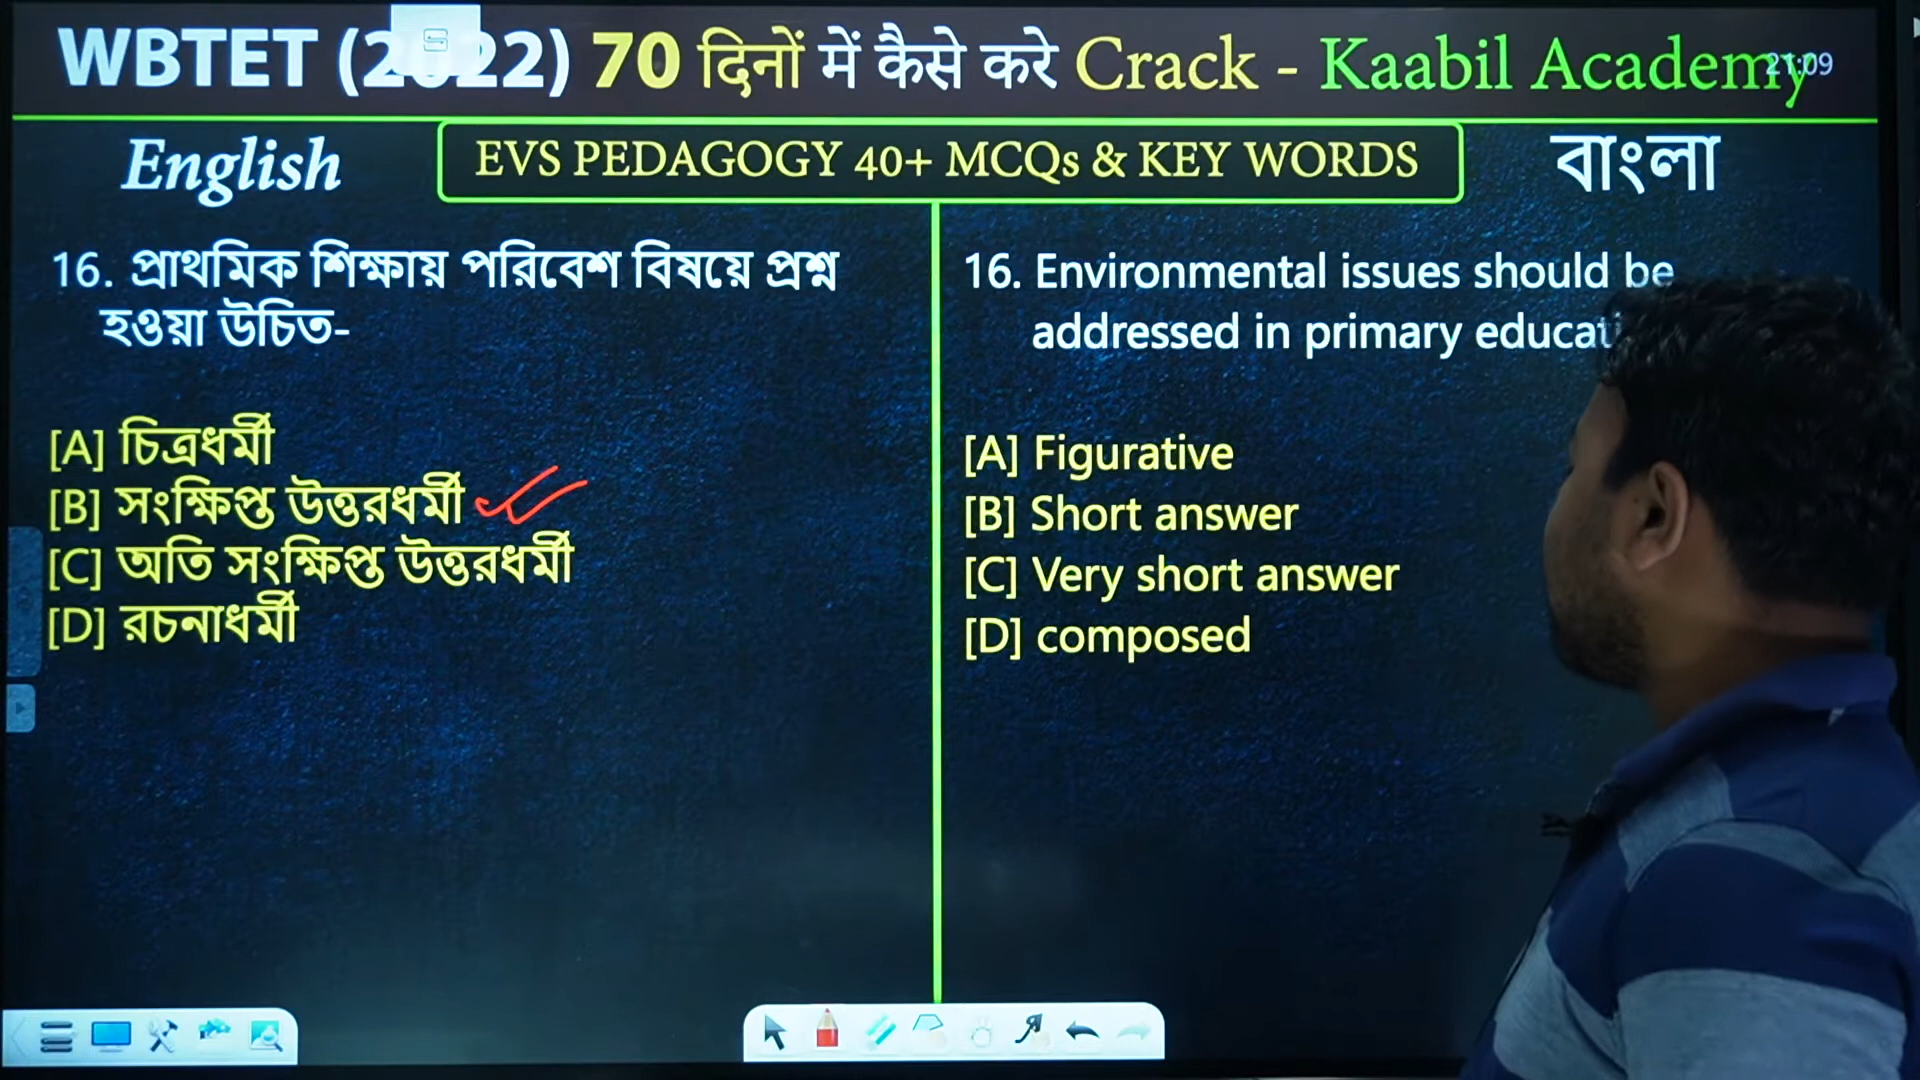 WBTET (2022) 70 दिनों में कैसे करे Crack - Kaabil Academy
21:09
English
EVS PEDAGOGY 40+ MCQs & KEY WORDS
বাংলা
16. প্রাথমিক শিক্ষায় পরিবেশ বিষয়ে প্রশ্ন
হওয়া উচিত-
[A] চিত্রধর্মী
[B] সংক্ষিপ্ত উত্তরধর্মী
[C] অতি সংক্ষিপ্ত উত্তরধর্মী
[D] রচনাধর্মী
16. Environmental issues should be
addressed in primary
[A] Figurative
[B] Short answer
[C] Very short answer
[D] composed